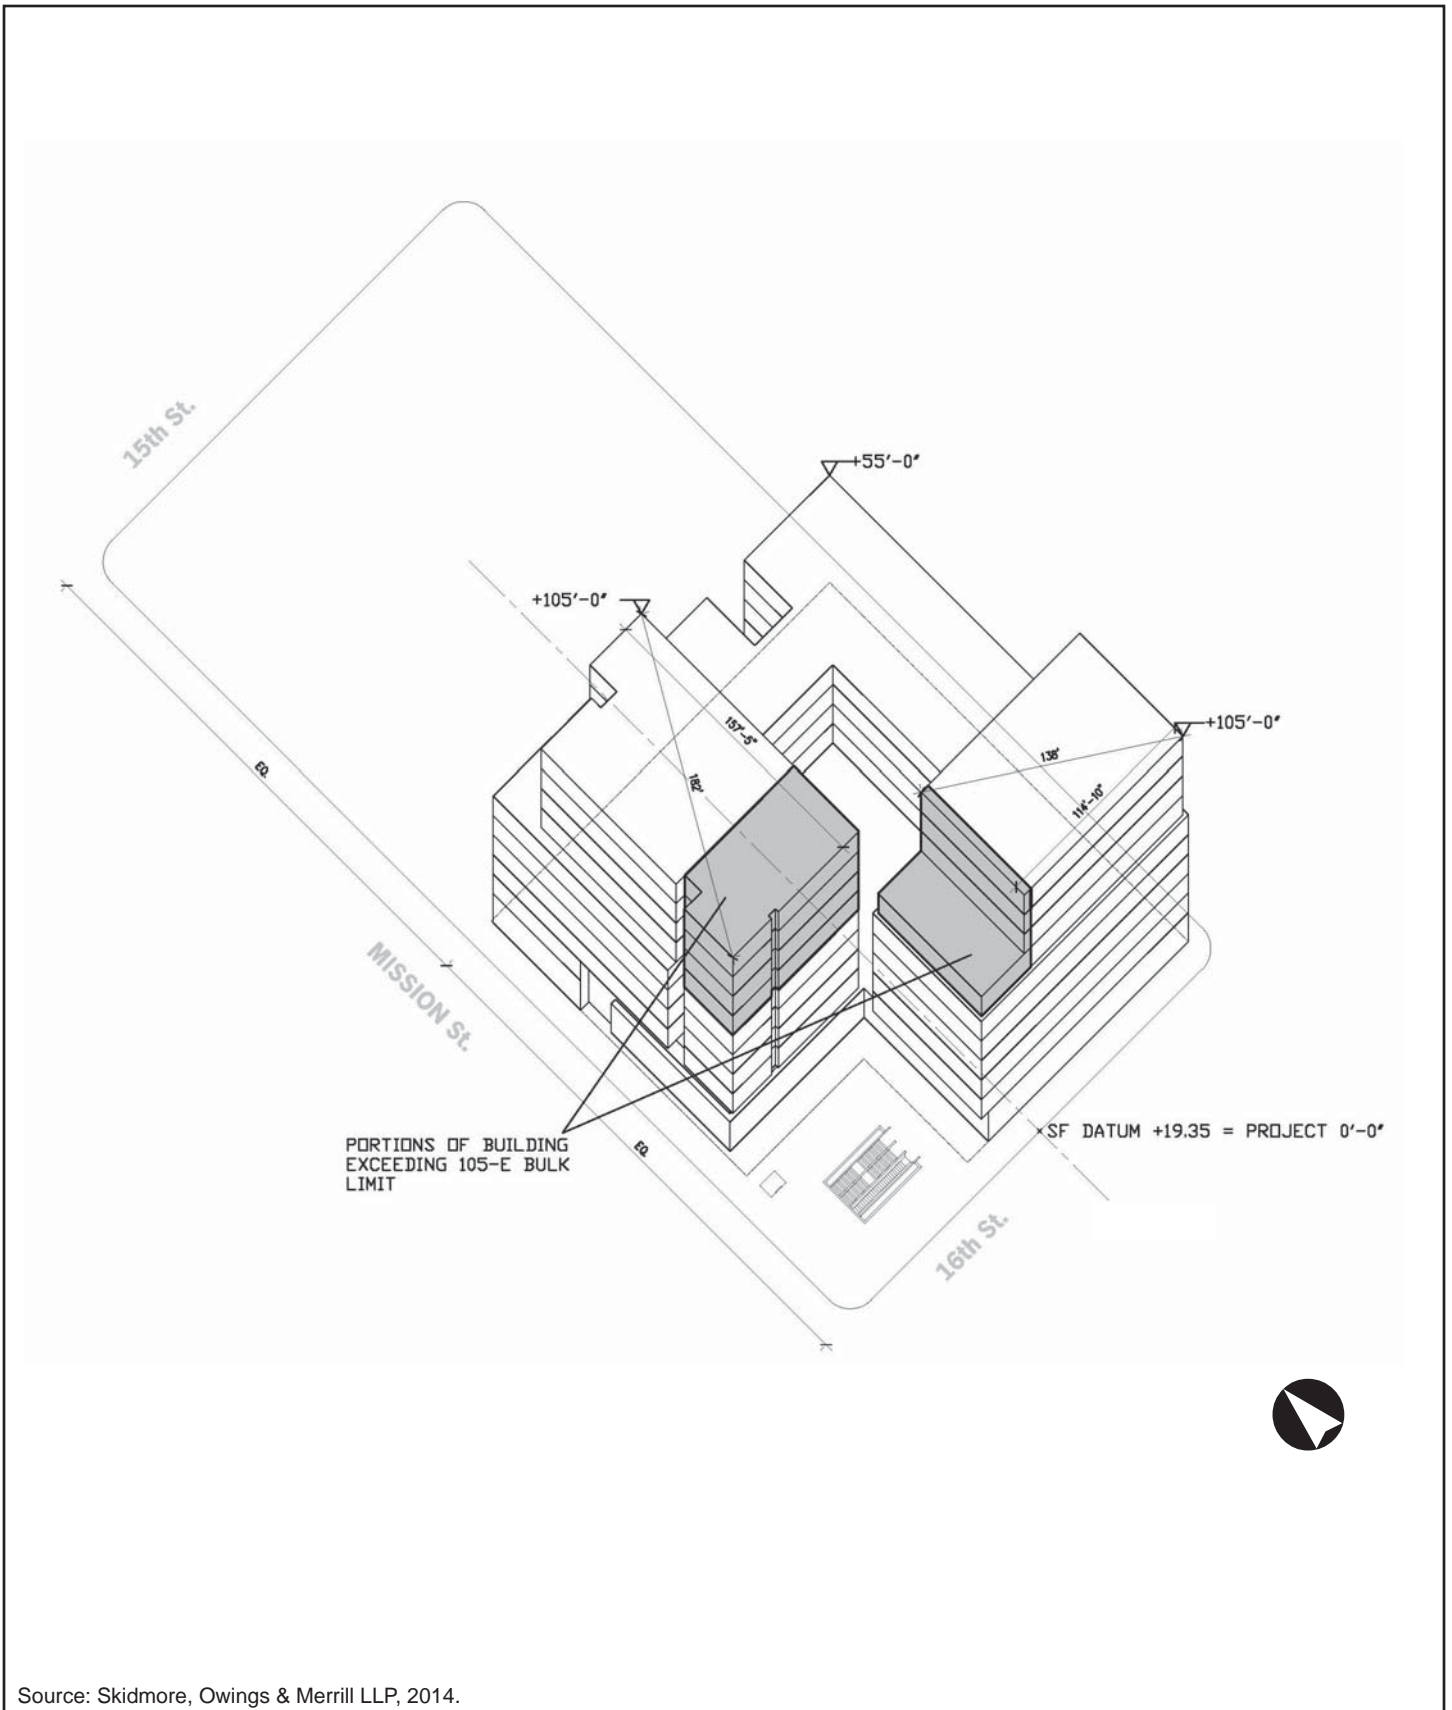 15th St.
+55'-0"
+105'-0"
+105'-0"
157'-5"
138'
182'
114'-10"
EQ.
MISSION St.
SF DATUM +19.35 = PROJECT 0'-0"
PORTIONS OF BUILDING
EXCEEDING 105-E BULK
LIMIT
EQ.
16th St.
Source: Skidmore, Owings & Merrill LLP, 2014.